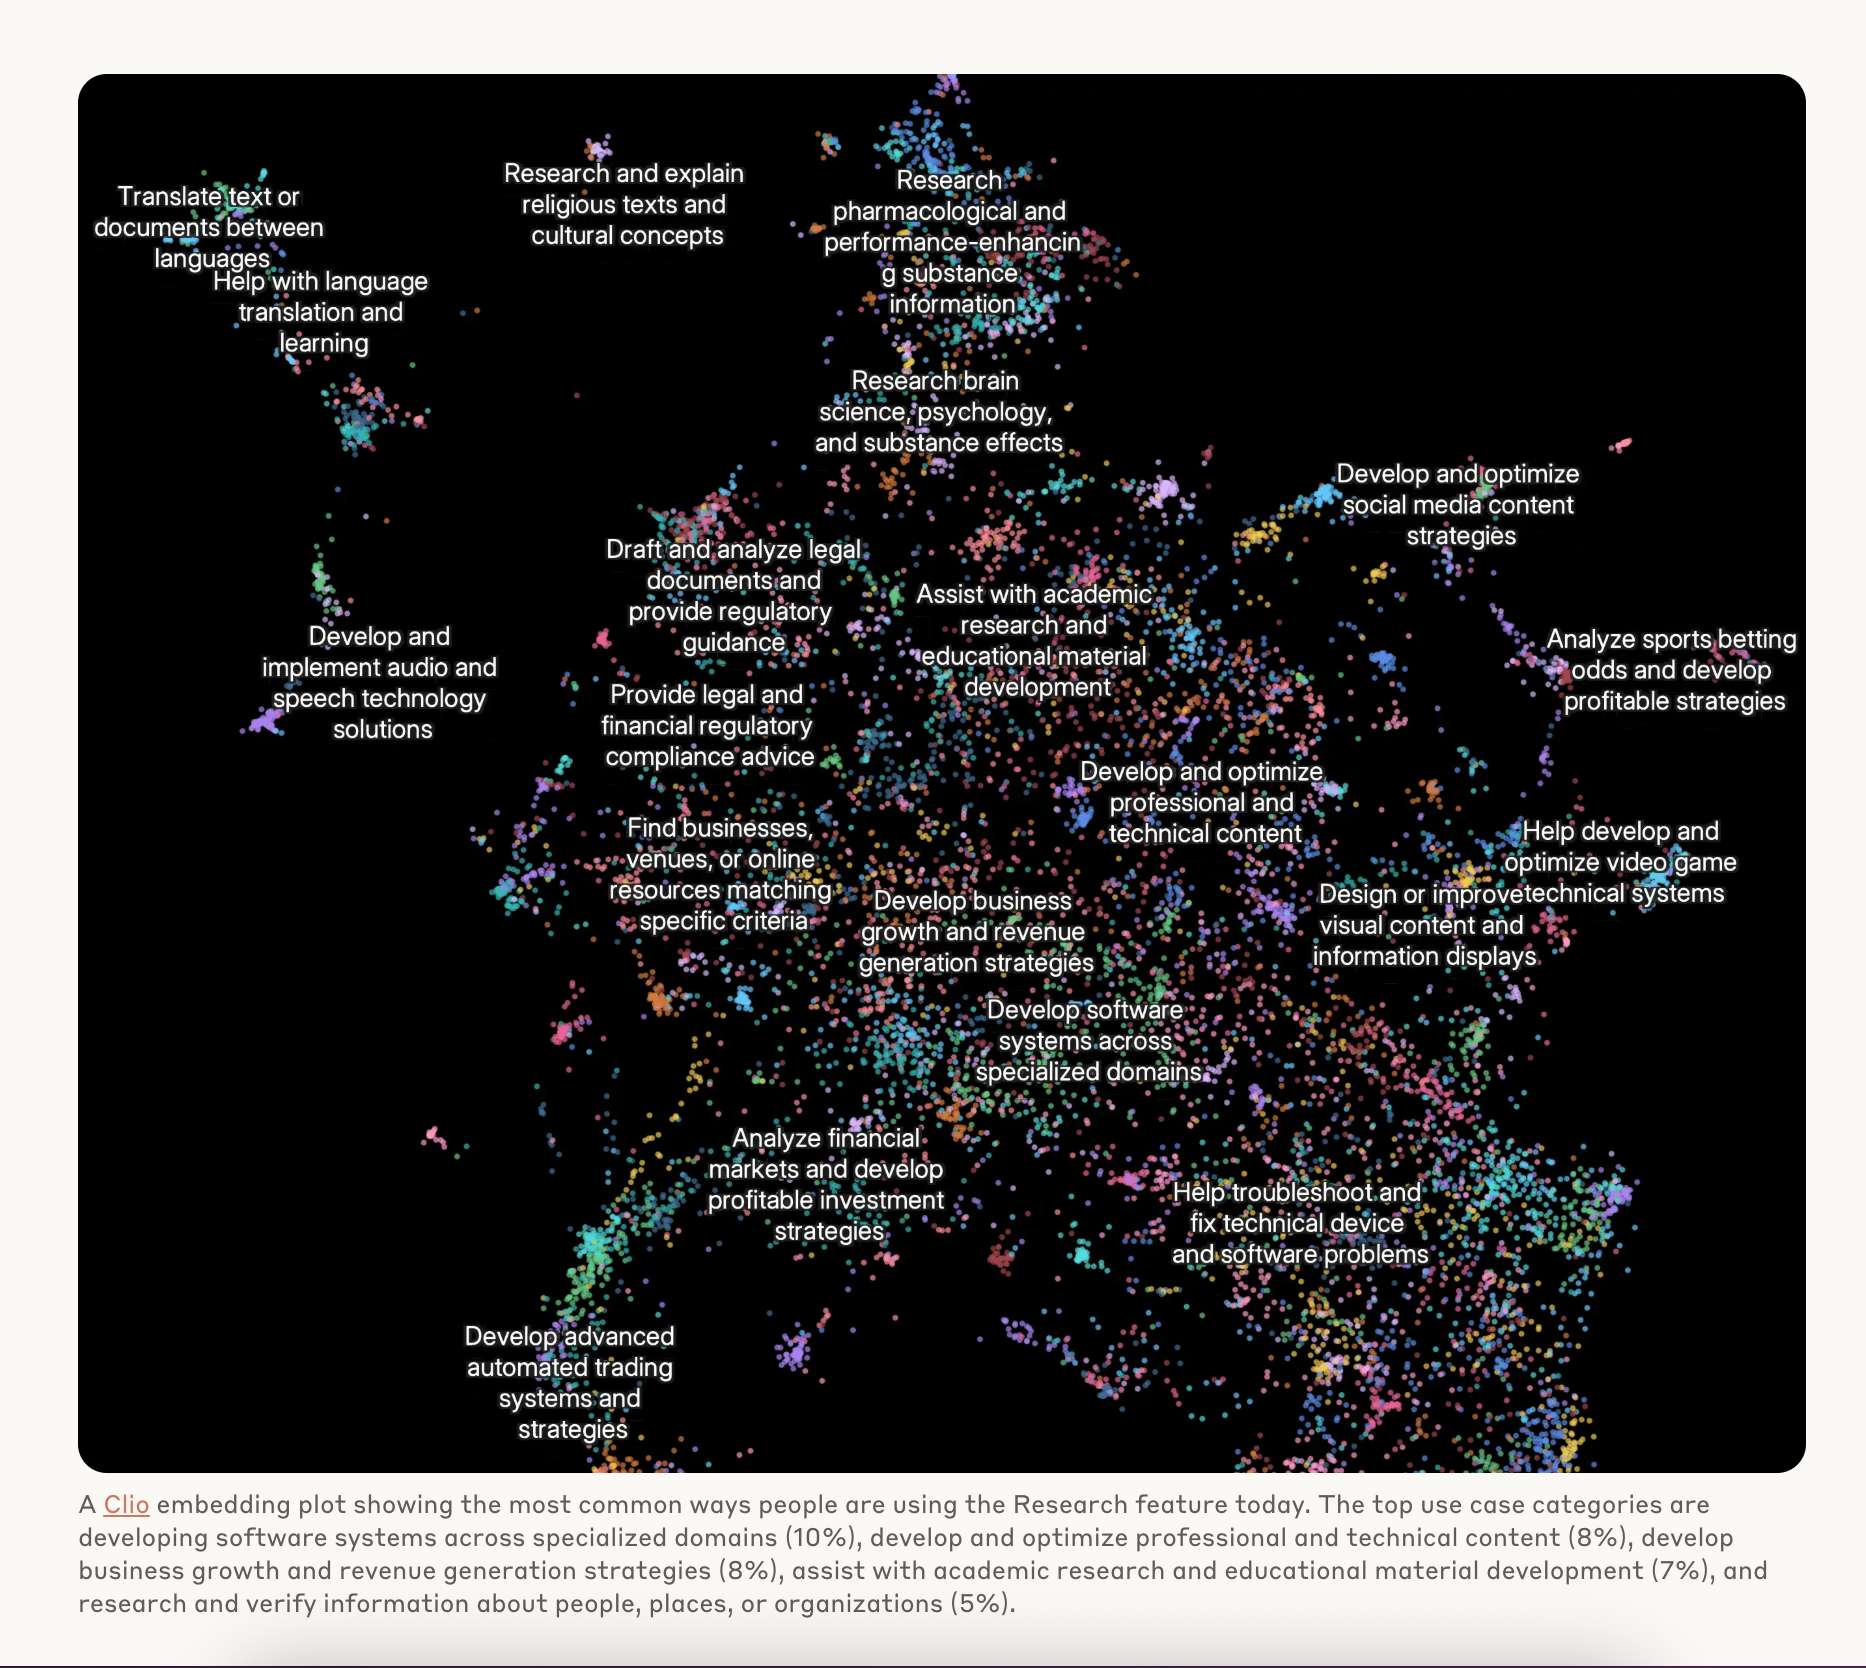 Translate text or
documents between
languages
Help with language
translation and
learning
Research and explain
religious texts and
cultural concepts
Research
pharmacological and
performance-enhancin
g substance
information
Research brain
science, psychology,
and substance effects
Develop and optimize
social media content
strategies
Draft and analyze legal
documents and
provide regulatory
guidance
Assist with academic
research and
educational material
development
Develop and
implement audio and
speech technology
solutions
Analyze sports betting
odds and develop
profitable strategies
Provide legal and
financial regulatory
compliance advice
Develop and optimize
professional and
technical content
Find businesses,
venues, or online
resources matching
specific criteria
Help develop and
optimize video game
technical systems
Design or improve
visual content and
information displays
Develop business
growth and revenue
generation strategies
Develop software
systems across
specialized domains
Analyze financial
markets and develop
profitable investment
strategies
Help troubleshoot and
fix technical device
and software problems
Develop advanced
automated trading
systems and
strategies
A Clio embedding plot showing the most common ways people are using the Research feature today. The top use case categories are
developing software systems across specialized domains (10%), develop and optimize professional and technical content (8%), develop
business growth and revenue generation strategies (8%), assist with academic research and educational material development (7%), and
research and verify information about people, places, or organizations (5%).